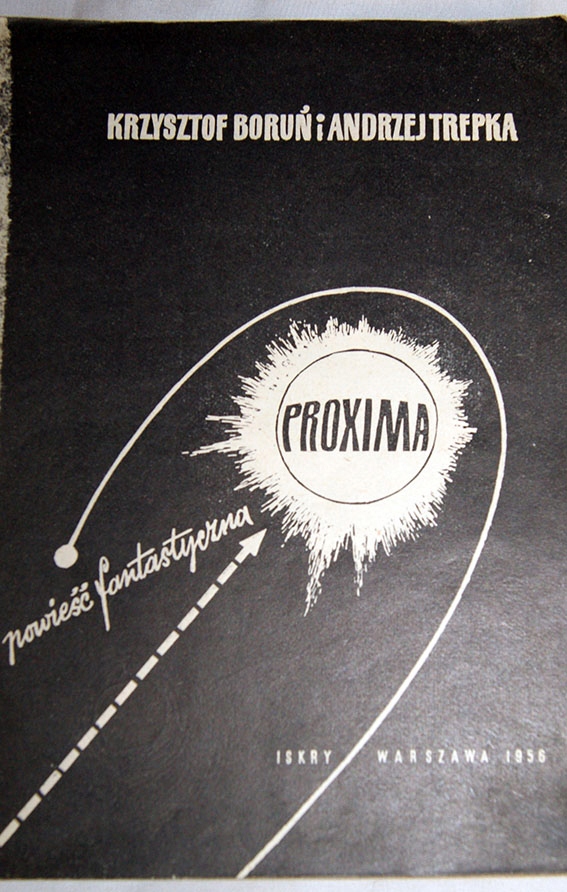 KRZYSZTOF BORUŃ i ANDRZEJ TREPKA
PROXIMA
powieść fantastyczna
ISKRY WARSZAWA 1956